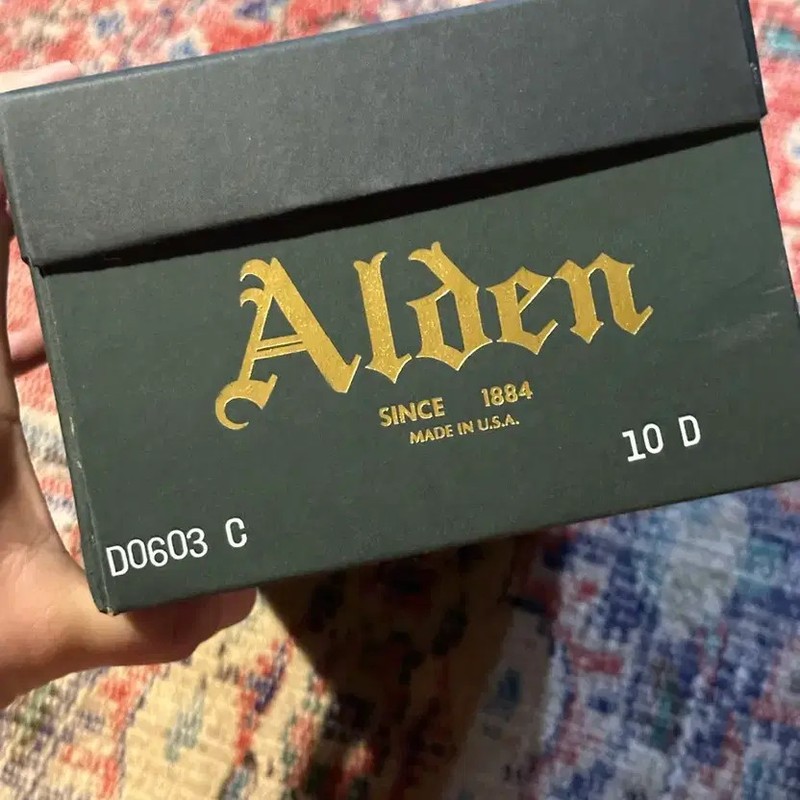 Alden
SINCE 1884
MADE IN U.S.A.
10 D
D0603 C